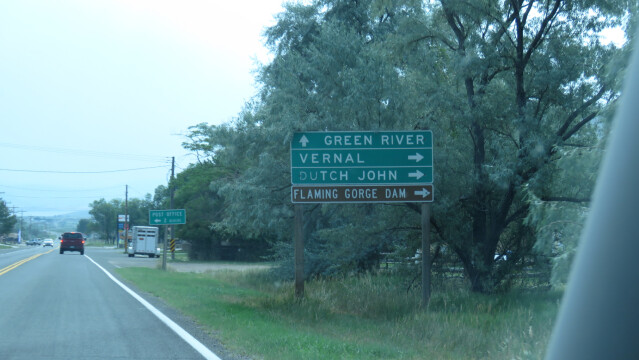 GREEN RIVER
VERNAL
DUTCH JOHN
FLAMING GORGE DAM
POST OFFICE